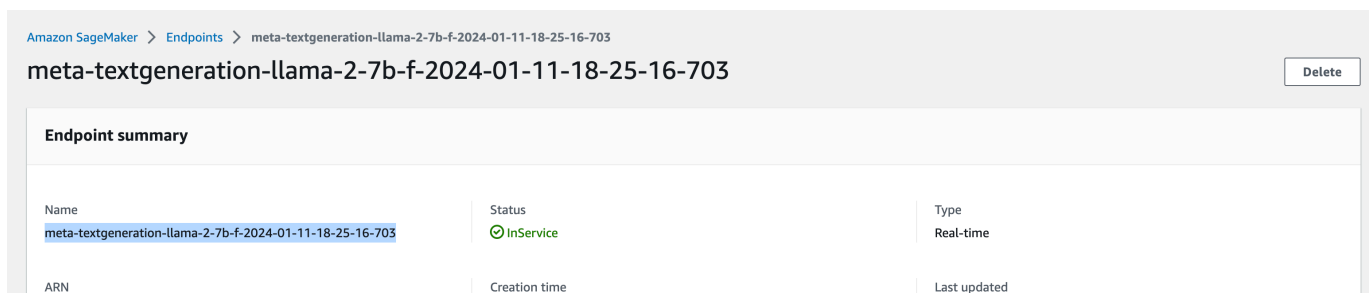 Amazon SageMaker > Endpoints > meta-textgeneration-llama-2-7b-f-2024-01-11-18-25-16-703
meta-textgeneration-llama-2-7b-f-2024-01-11-18-25-16-703
Delete
Endpoint summary
Name Status Type
meta-textgeneration-llama-2-7b-f-2024-01-11-18-25-16-703 InService Real-time
ARN Creation time Last updated